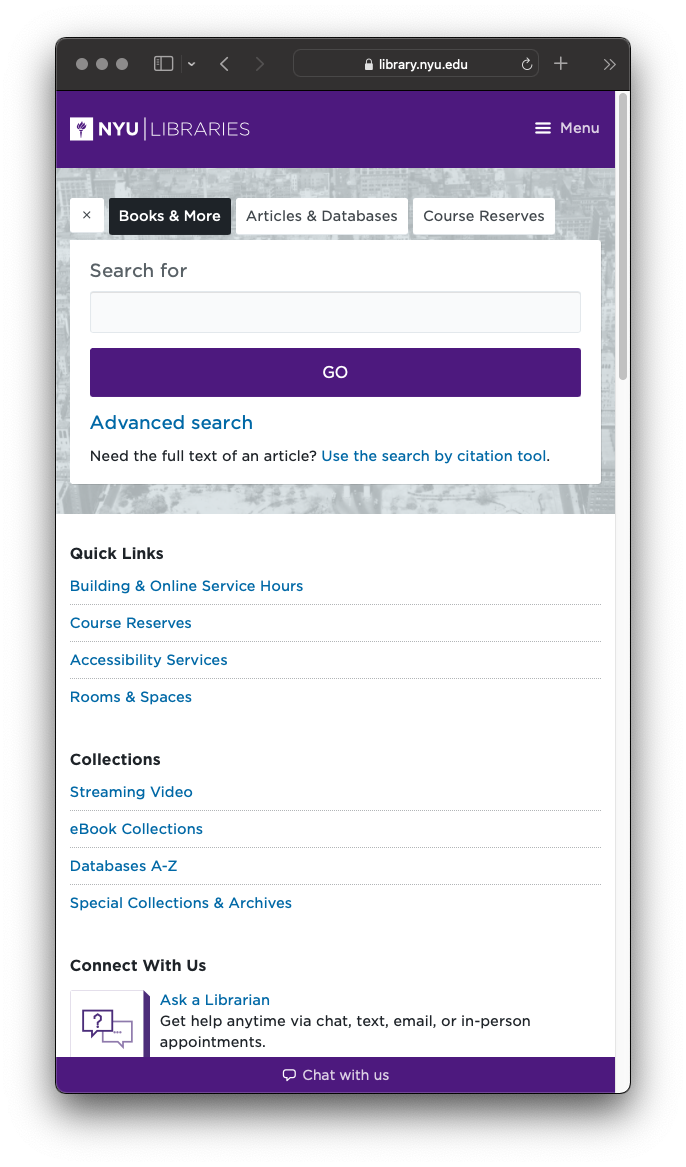 library.nyu.edu
NYU LIBRARIES
Menu
× Books & More Articles & Databases Course Reserves
Search for
GO
Advanced search
Need the full text of an article? Use the search by citation tool.
Quick Links
Building & Online Service Hours
Course Reserves
Accessibility Services
Rooms & Spaces
Collections
Streaming Video
eBook Collections
Databases A-Z
Special Collections & Archives
Connect With Us
Ask a Librarian
?
Get help anytime via chat, text, email, or in-person
appointments.
Chat with us